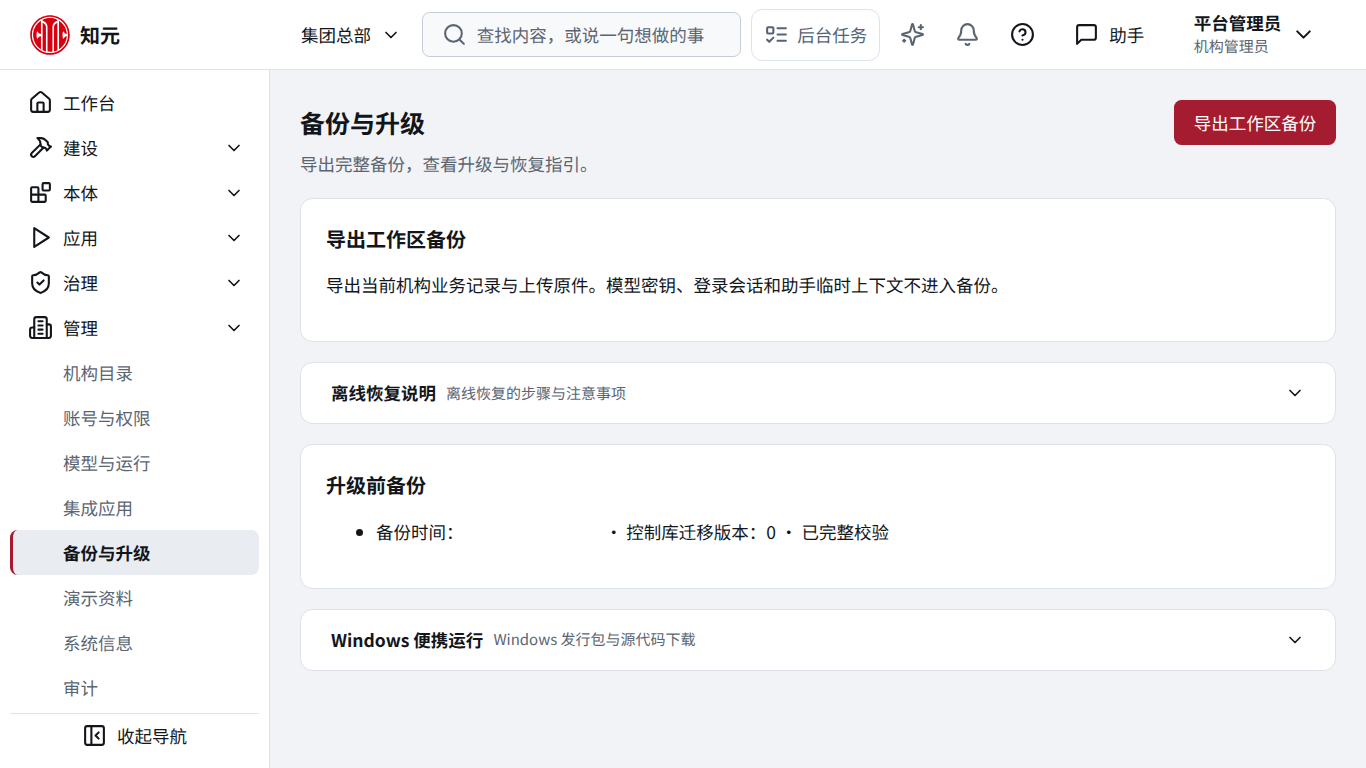 知元
集团总部
查找内容，或说一句想做的事
后台任务
助手
平台管理员
机构管理员
工作台
建设
本体
应用
治理
管理
机构目录
账号与权限
模型与运行
集成应用
备份与升级
演示资料
系统信息
审计
收起导航
备份与升级
导出工作区备份
导出完整备份，查看升级与恢复指引。
导出工作区备份
导出当前机构业务记录与上传原件。模型密钥、登录会话和助手临时上下文不进入备份。
离线恢复说明 离线恢复的步骤与注意事项
升级前备份
• 备份时间： · 控制库迁移版本：0 · 已完整校验
Windows 便携运行 Windows 发行包与源代码下载